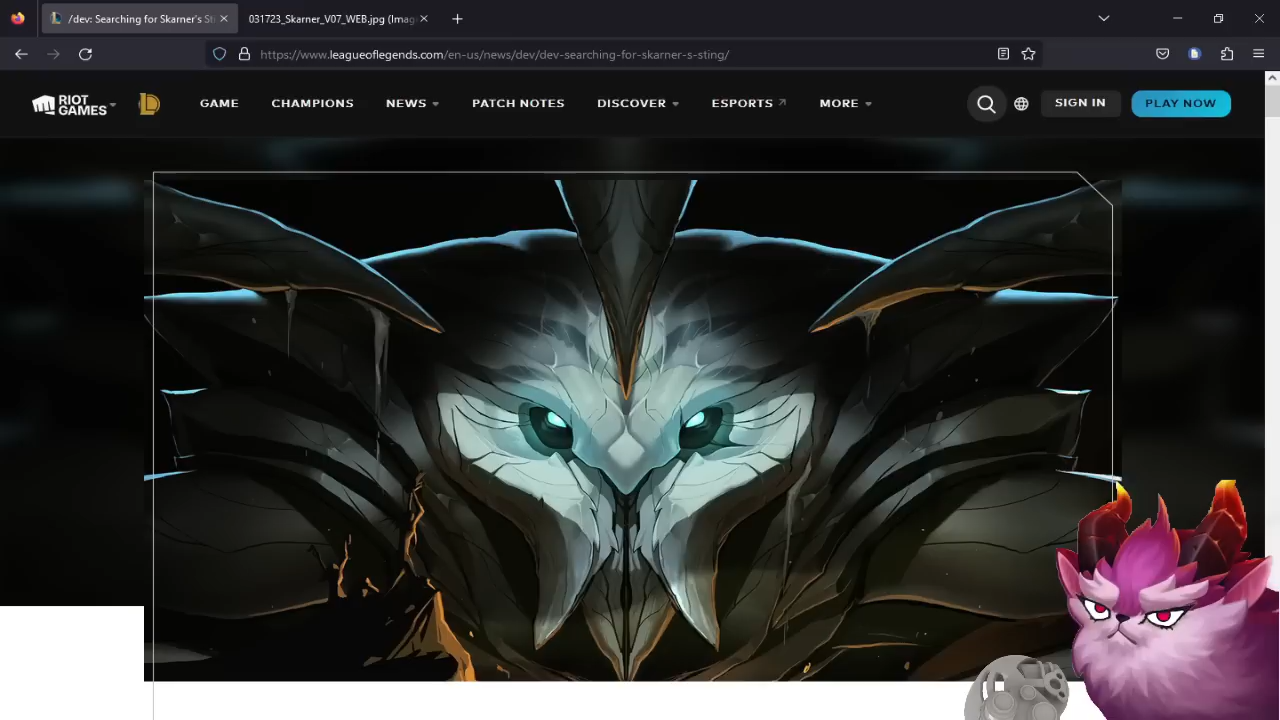 /dev: Searching for Skarner's Sti
031723_Skarner_V07_WEB.jpg (Imag
https://www.leagueoflegends.com/en-us/news/dev/dev-searching-for-skarner-s-sting/
RIOT GAMES
GAME
CHAMPIONS
NEWS
PATCH NOTES
DISCOVER
ESPORTS
MORE
SIGN IN
PLAY NOW